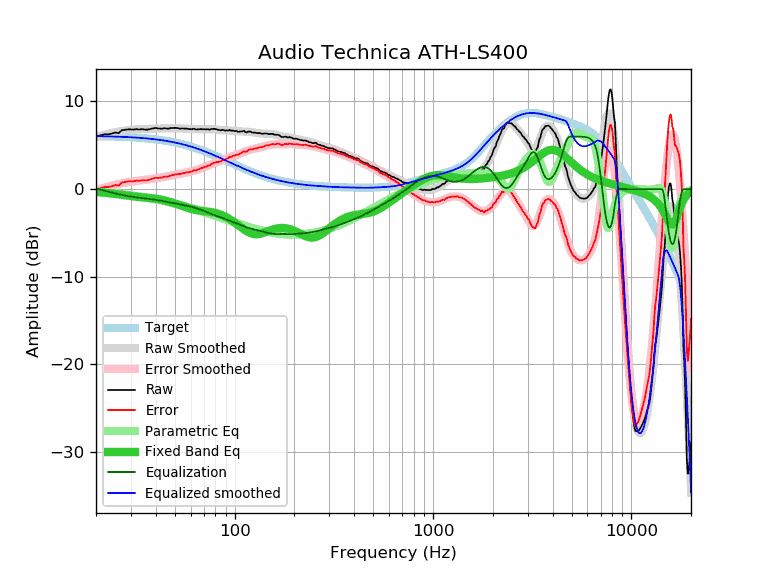 Audio Technica ATH-LS400
Amplitude (dBr)
10
0
−10
−20
−30
Target
Raw Smoothed
Error Smoothed
Raw
Error
Parametric Eq
Fixed Band Eq
Equalization
Equalized smoothed
100
1000
10000
Frequency (Hz)